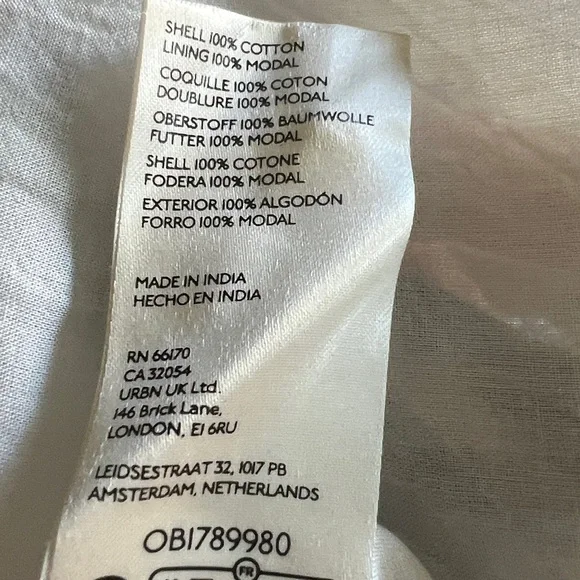 SHELL 100% COTTON
LINING 100% MODAL
COQUILLE 100% COTON
DOUBLURE 100% MODAL
OBERSTOFF 100% BAUMWOLLE
FUTTER 100% MODAL
SHELL 100% COTONE
FODERA 100% MODAL
EXTERIOR 100% ALGODÓN
FORRO 100% MODAL
MADE IN INDIA
HECHO EN INDIA
RN 66170
CA 32054
URBN UK Ltd.
146 Brick Lane,
LONDON, E1 6RU
LEIDSESTRAAT 32, 1017 PB
AMSTERDAM, NETHERLANDS
OB1789980
FR